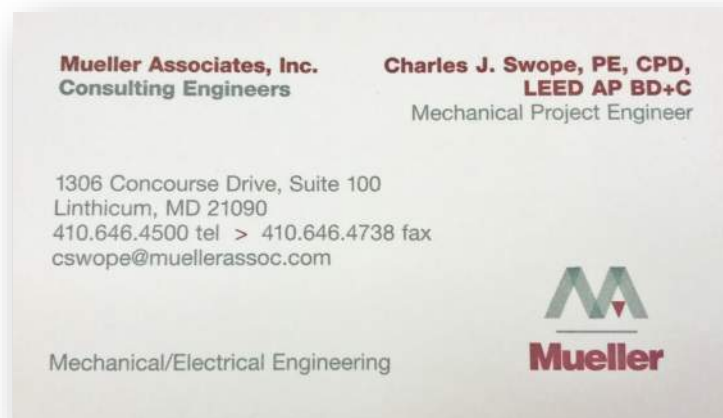 Mueller Associates, Inc.
Consulting Engineers
Charles J. Swope, PE, CPD,
LEED AP BD+C
Mechanical Project Engineer
1306 Concourse Drive, Suite 100
Linthicum, MD 21090
410.646.4500 tel > 410.646.4738 fax
cswope@muellerassoc.com
Mechanical/Electrical Engineering
Mueller